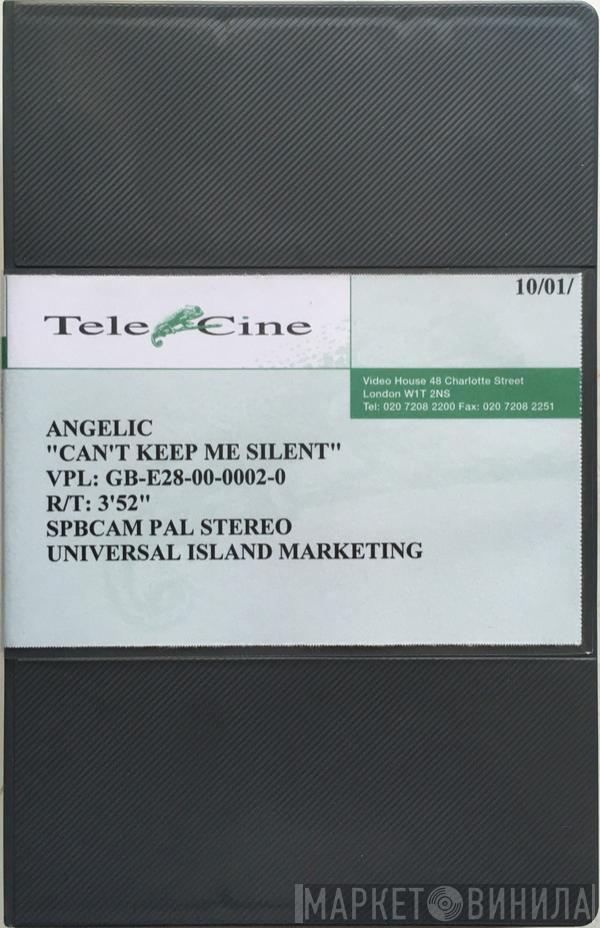 10/01/
Tele Cine
Video House 48 Charlotte Street
London W1T 2NS
Tel: 020 7208 2200 Fax: 020 7208 2251
ANGELIC
"CAN'T KEEP ME SILENT"
VPL: GB-E28-00-0002-0
R/T: 3'52"
SPBCAM PAL STEREO
UNIVERSAL ISLAND MARKETING
МАРКЕТ ВИНИЛА